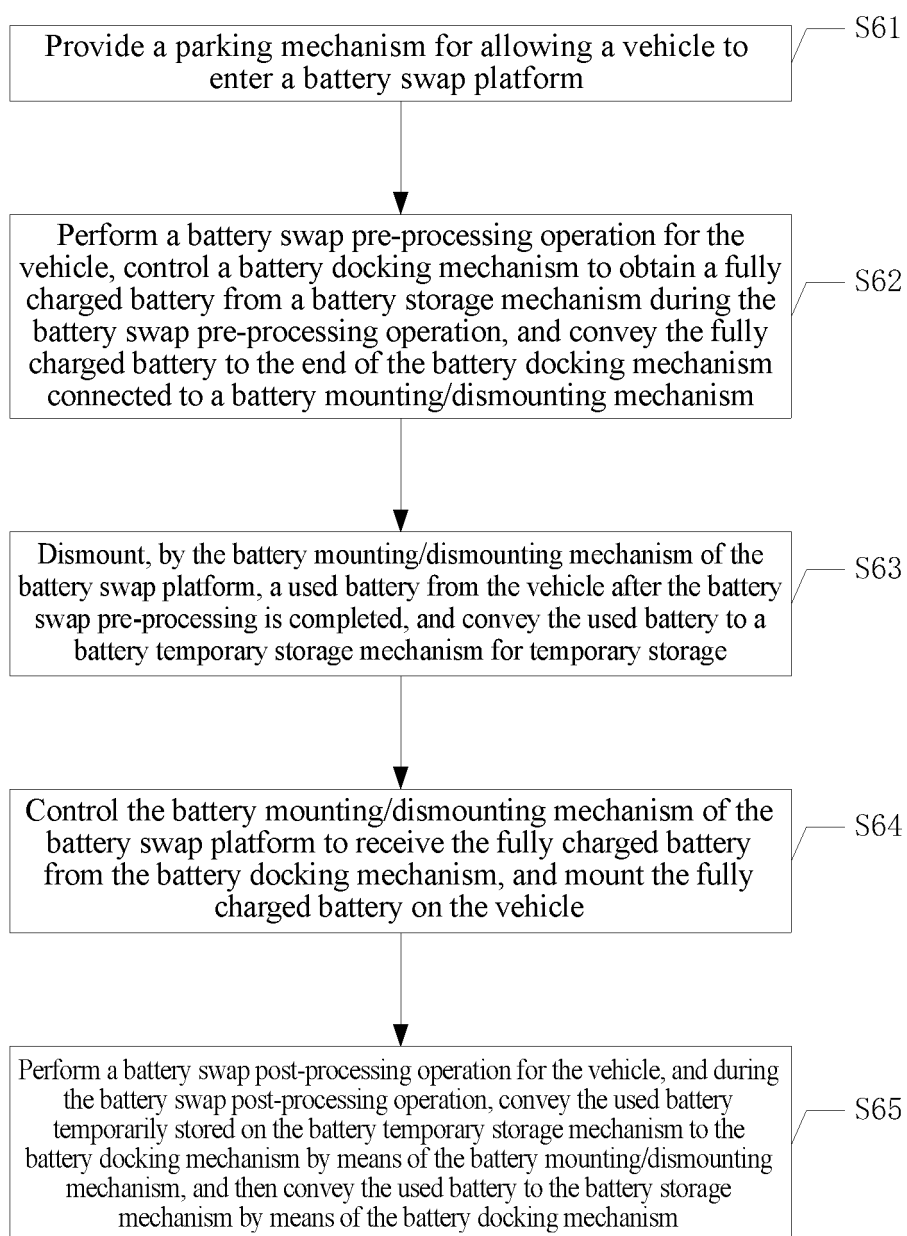 Provide a parking mechanism for allowing a vehicle to
enter a battery swap platform
S61
Perform a battery swap pre-processing operation for the
vehicle, control a battery docking mechanism to obtain a fully
charged battery from a battery storage mechanism during the
battery swap pre-processing operation, and convey the fully
charged battery to the end of the battery docking mechanism
connected to a battery mounting/dismounting mechanism
S62
Dismount, by the battery mounting/dismounting mechanism of the
battery swap platform, a used battery from the vehicle after the battery
swap pre-processing is completed, and convey the used battery to a
battery temporary storage mechanism for temporary storage
S63
Control the battery mounting/dismounting mechanism of the
battery swap platform to receive the fully charged battery
from the battery docking mechanism, and mount the fully
charged battery on the vehicle
S64
Perform a battery swap post-processing operation for the vehicle, and during
the battery swap post-processing operation, convey the used battery
temporarily stored on the battery temporary storage mechanism to the
battery docking mechanism by means of the battery mounting/dismounting
mechanism, and then convey the used battery to the battery storage
mechanism by means of the battery docking mechanism
S65